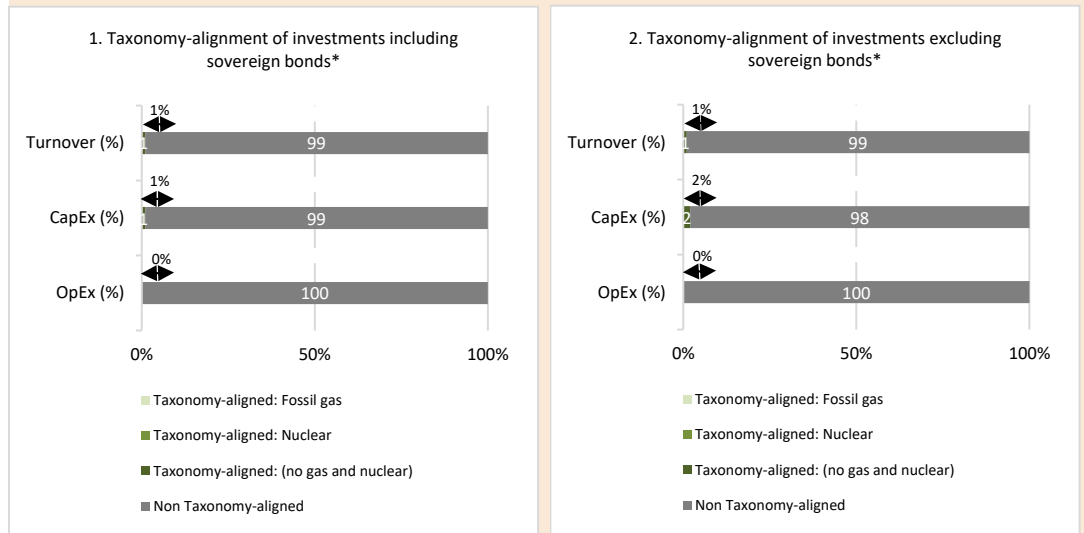 1. Taxonomy-alignment of investments including
sovereign bonds*
1%
Turnover (%)
1
99
1%
CapEx (%)
1
99
0%
OpEx (%)
100
0%
50%
100%
Taxonomy-aligned: Fossil gas
Taxonomy-aligned: Nuclear
Taxonomy-aligned: (no gas and nuclear)
Non Taxonomy-aligned
2. Taxonomy-alignment of investments excluding
sovereign bonds*
1%
Turnover (%)
1
99
2%
CapEx (%)
2
98
0%
OpEx (%)
100
0%
50%
100%
Taxonomy-aligned: Fossil gas
Taxonomy-aligned: Nuclear
Taxonomy-aligned: (no gas and nuclear)
Non Taxonomy-aligned